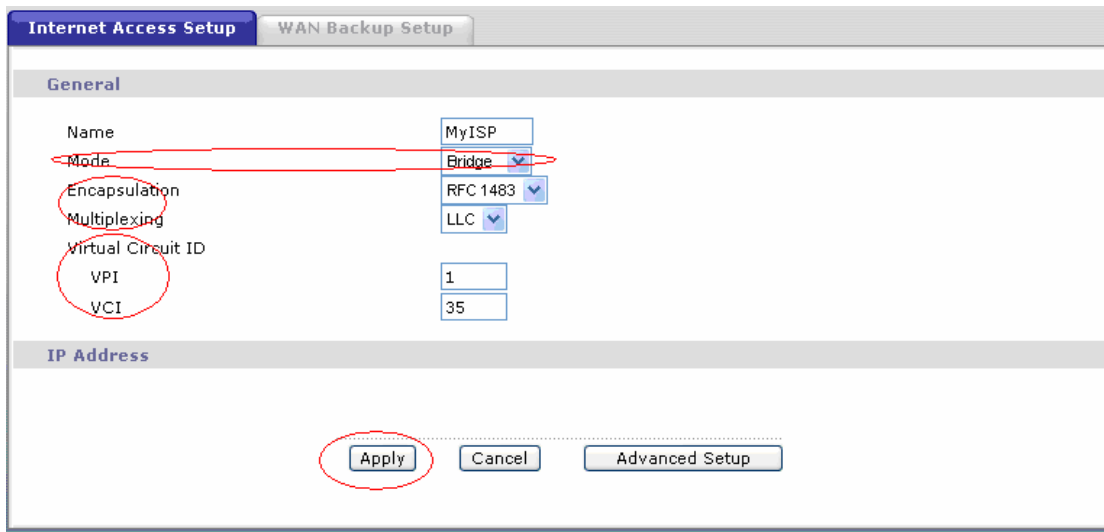 Internet Access Setup WAN Backup Setup
General
Name MyISP
Mode Bridge
Encapsulation RFC 1483
Multiplexing LLC
Virtual Circuit ID
VPI 1
VCI 35
IP Address
Apply Cancel Advanced Setup